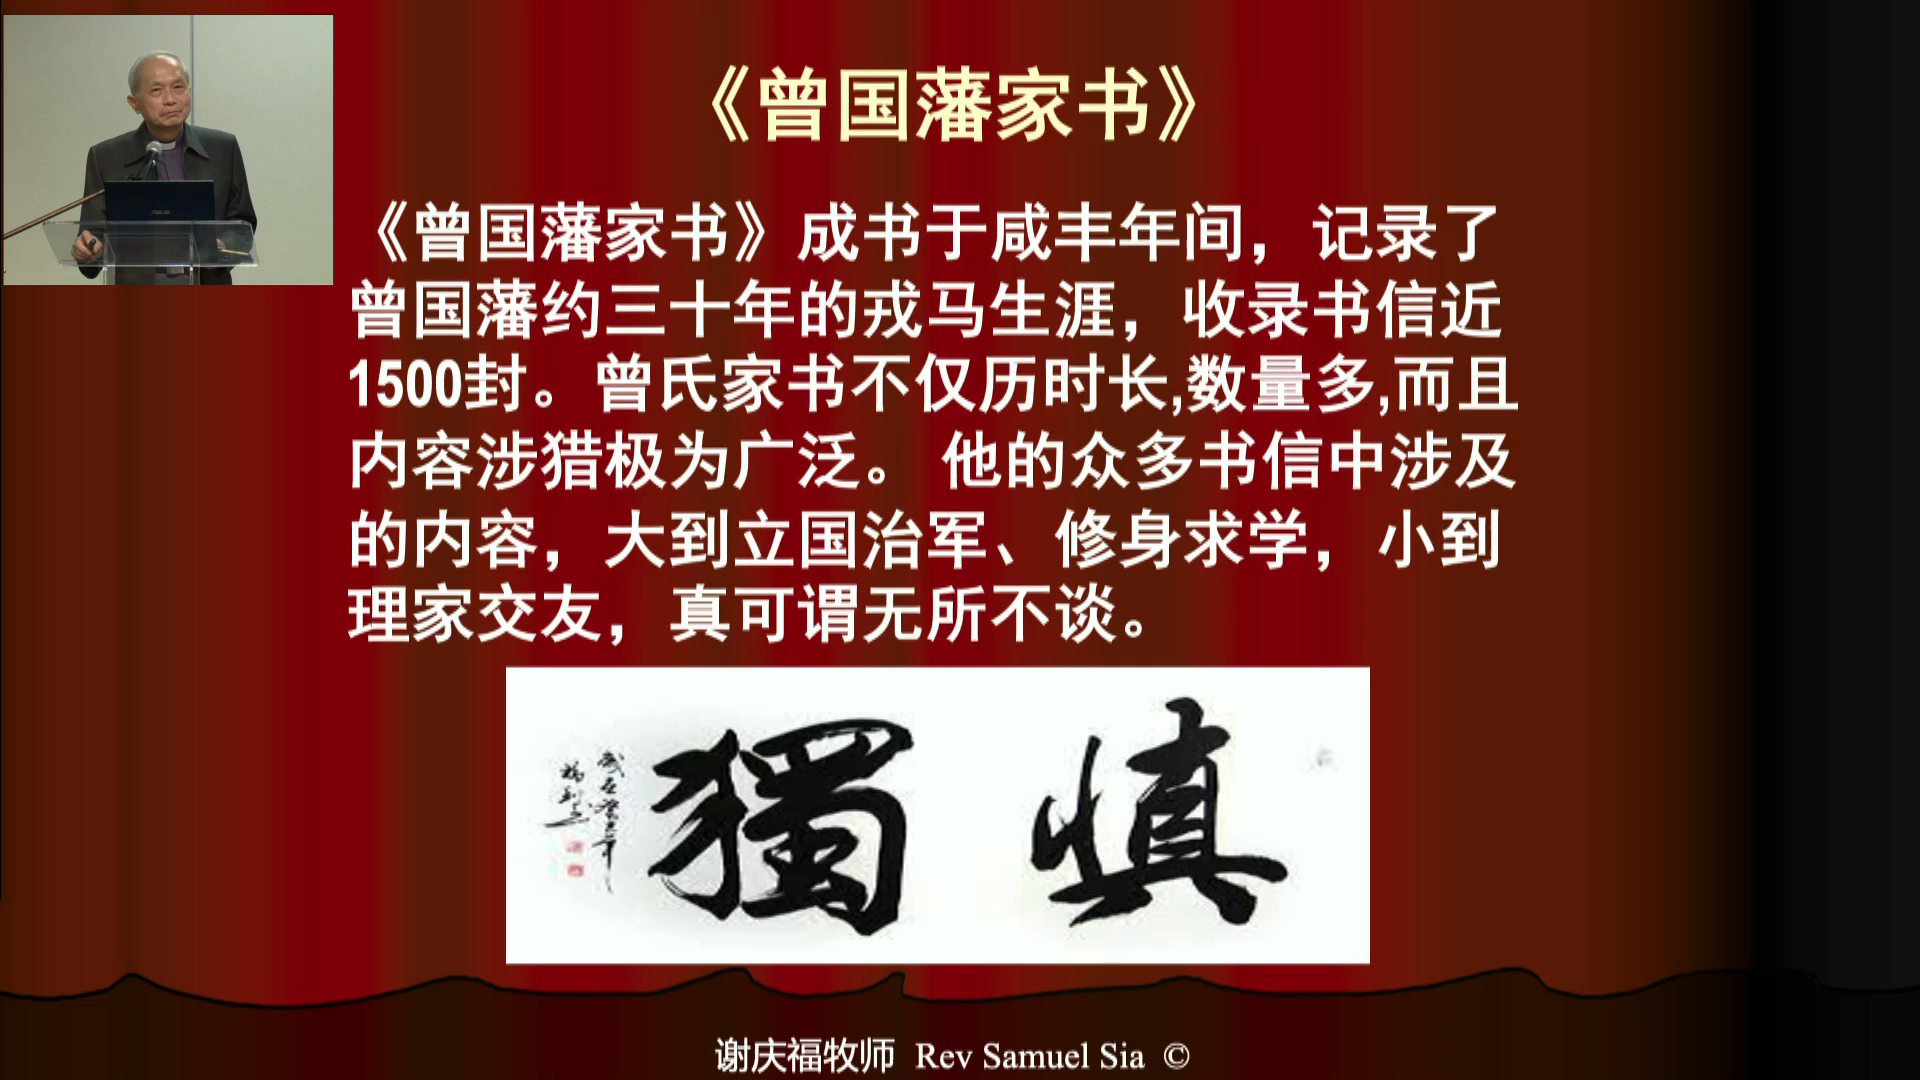 《曾国藩家书》
《曾国藩家书》成书于咸丰年间，记录了
曾国藩约三十年的戎马生涯，收录书信近
1500封。曾氏家书不仅历时长,数量多,而且
内容涉猎极为广泛。 他的众多书信中涉及
的内容，大到立国治军、修身求学，小到
理家交友，真可谓无所不谈。
慎獨
谢庆福牧师 Rev Samuel Sia ©